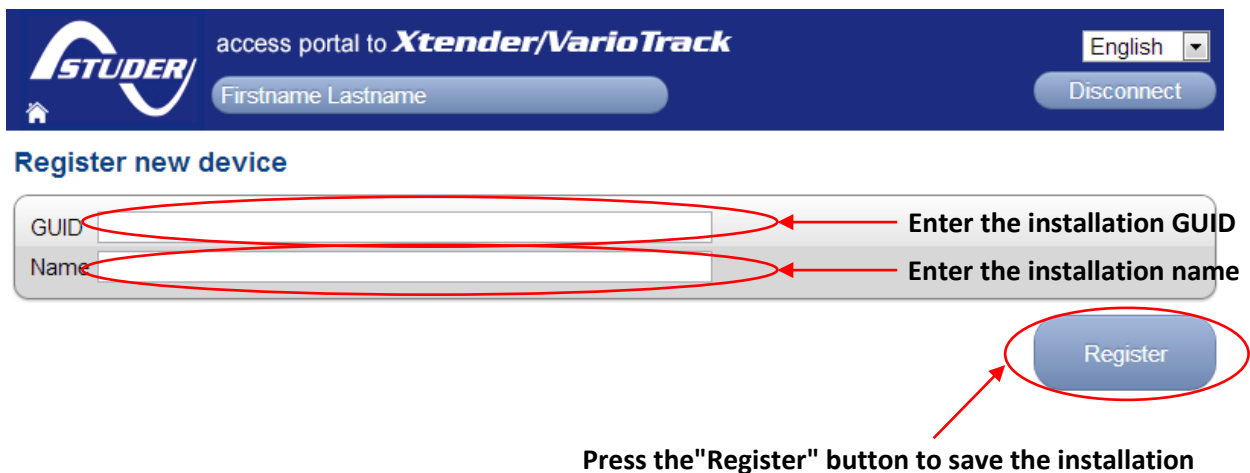 STUDER
access portal to Xtender/VarioTrack
English
Firstname Lastname
Disconnect
Register new device
GUID
Enter the installation GUID
Name
Enter the installation name
Register
Press the"Register" button to save the installation